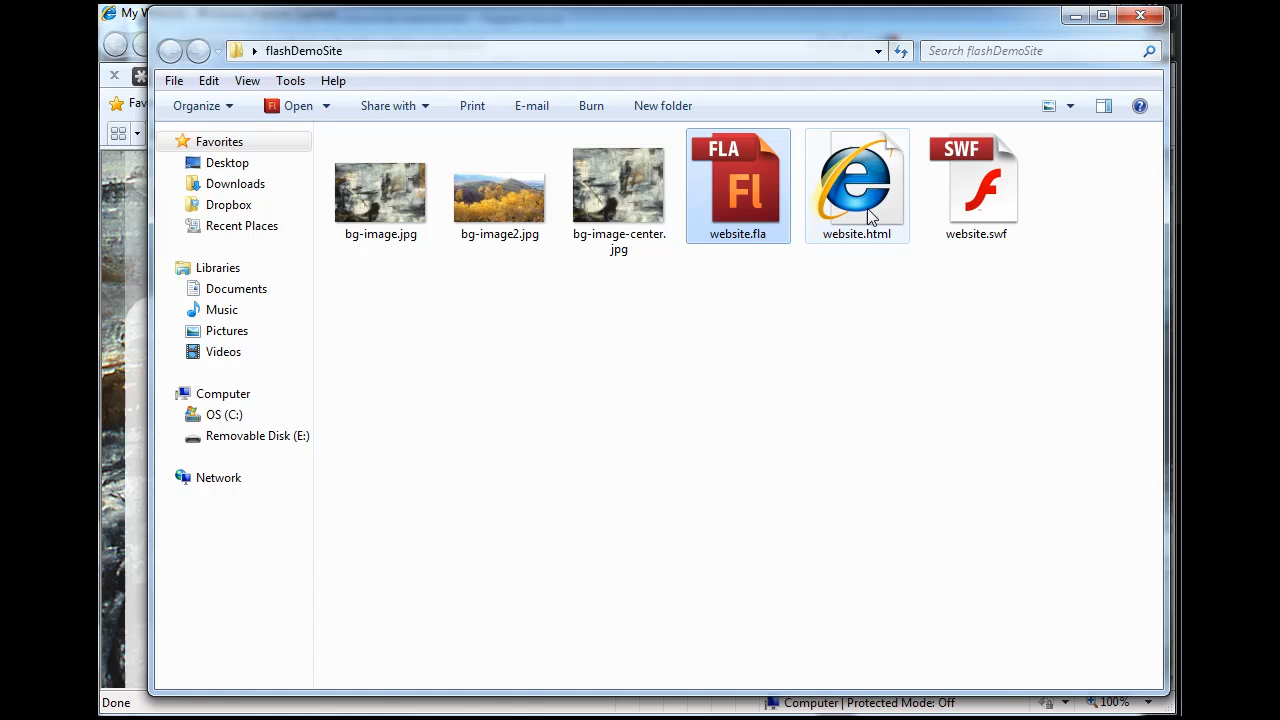 My W
flashDemoSite
Search flashDemoSite
File Edit View Tools Help
Fav
Organize Open Share with Print E-mail Burn New folder
Favorites
Desktop
Downloads
Dropbox
Recent Places
Libraries
Documents
Music
Pictures
Videos
Computer
OS (C:)
Removable Disk (E:)
Network
bg-image.jpg
bg-image2.jpg
bg-image-center.
jpg
FLA
Fl
website.fla
website.html
SWF
website.swf
Done
Computer | Protected Mode: Off
100%